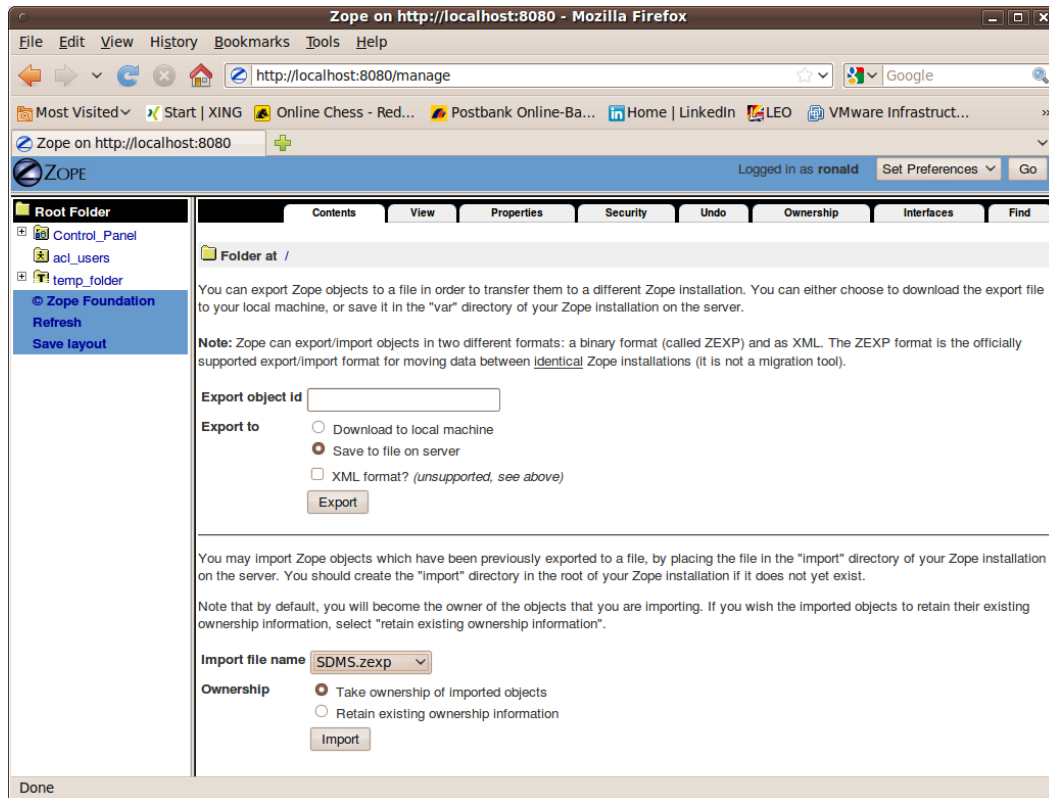 Zope on http://localhost:8080 - Mozilla Firefox
File Edit View History Bookmarks Tools Help
http://localhost:8080/manage
Google
Most Visited Start | XING Online Chess - Red... Postbank Online-Ba... Home | LinkedIn LEO VMware Infrastruct... »
Zope on http://localhost:8080
ZOPE
Logged in as ronald Set Preferences Go
Root Folder
Control_Panel
acl_users
temp_folder
© Zope Foundation
Refresh
Save layout
Contents View Properties Security Undo Ownership Interfaces Find
Folder at /
You can export Zope objects to a file in order to transfer them to a different Zope installation. You can either choose to download the export file
to your local machine, or save it in the "var" directory of your Zope installation on the server.
Note: Zope can export/import objects in two different formats: a binary format (called ZEXP) and as XML. The ZEXP format is the officially
supported export/import format for moving data between identical Zope installations (it is not a migration tool).
Export object id
Export to
Download to local machine
Save to file on server
XML format? (unsupported, see above)
Export
You may import Zope objects which have been previously exported to a file, by placing the file in the "import" directory of your Zope installation
on the server. You should create the "import" directory in the root of your Zope installation if it does not yet exist.
Note that by default, you will become the owner of the objects that you are importing. If you wish the imported objects to retain their existing
ownership information, select "retain existing ownership information".
Import file name SDMS.zexp
Ownership
Take ownership of imported objects
Retain existing ownership information
Import
Done